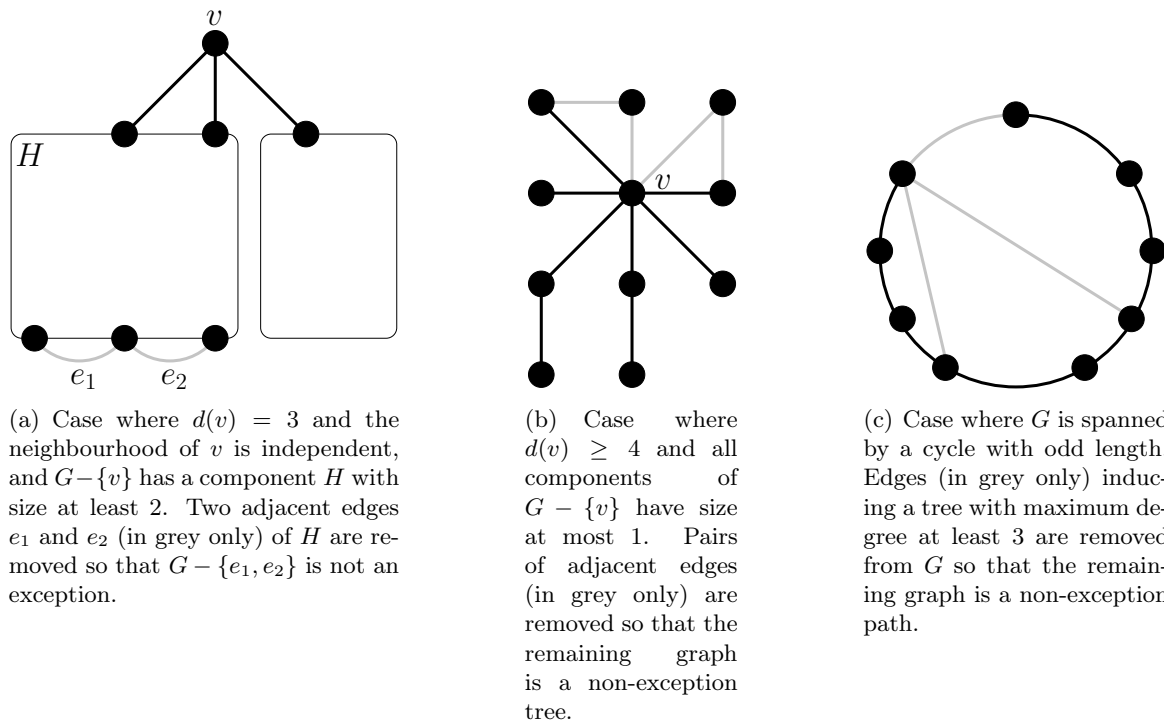 v
H
e₁ e₂
(a) Case where d(v) = 3 and the
neighbourhood of v is independent,
and G−{v} has a component H with
size at least 2. Two adjacent edges
e₁ and e₂ (in grey only) of H are re-
moved so that G − {e₁, e₂} is not an
exception.
v
(b) Case where
d(v) ≥ 4 and all
components of
G − {v} have size
at most 1. Pairs
of adjacent edges
(in grey only) are
removed so that the
remaining graph
is a non-exception
tree.
(c) Case where G is spanned
by a cycle with odd length
Edges (in grey only) induc-
ing a tree with maximum de-
gree at least 3 are removed
from G so that the remain-
ing graph is a non-exception
path.